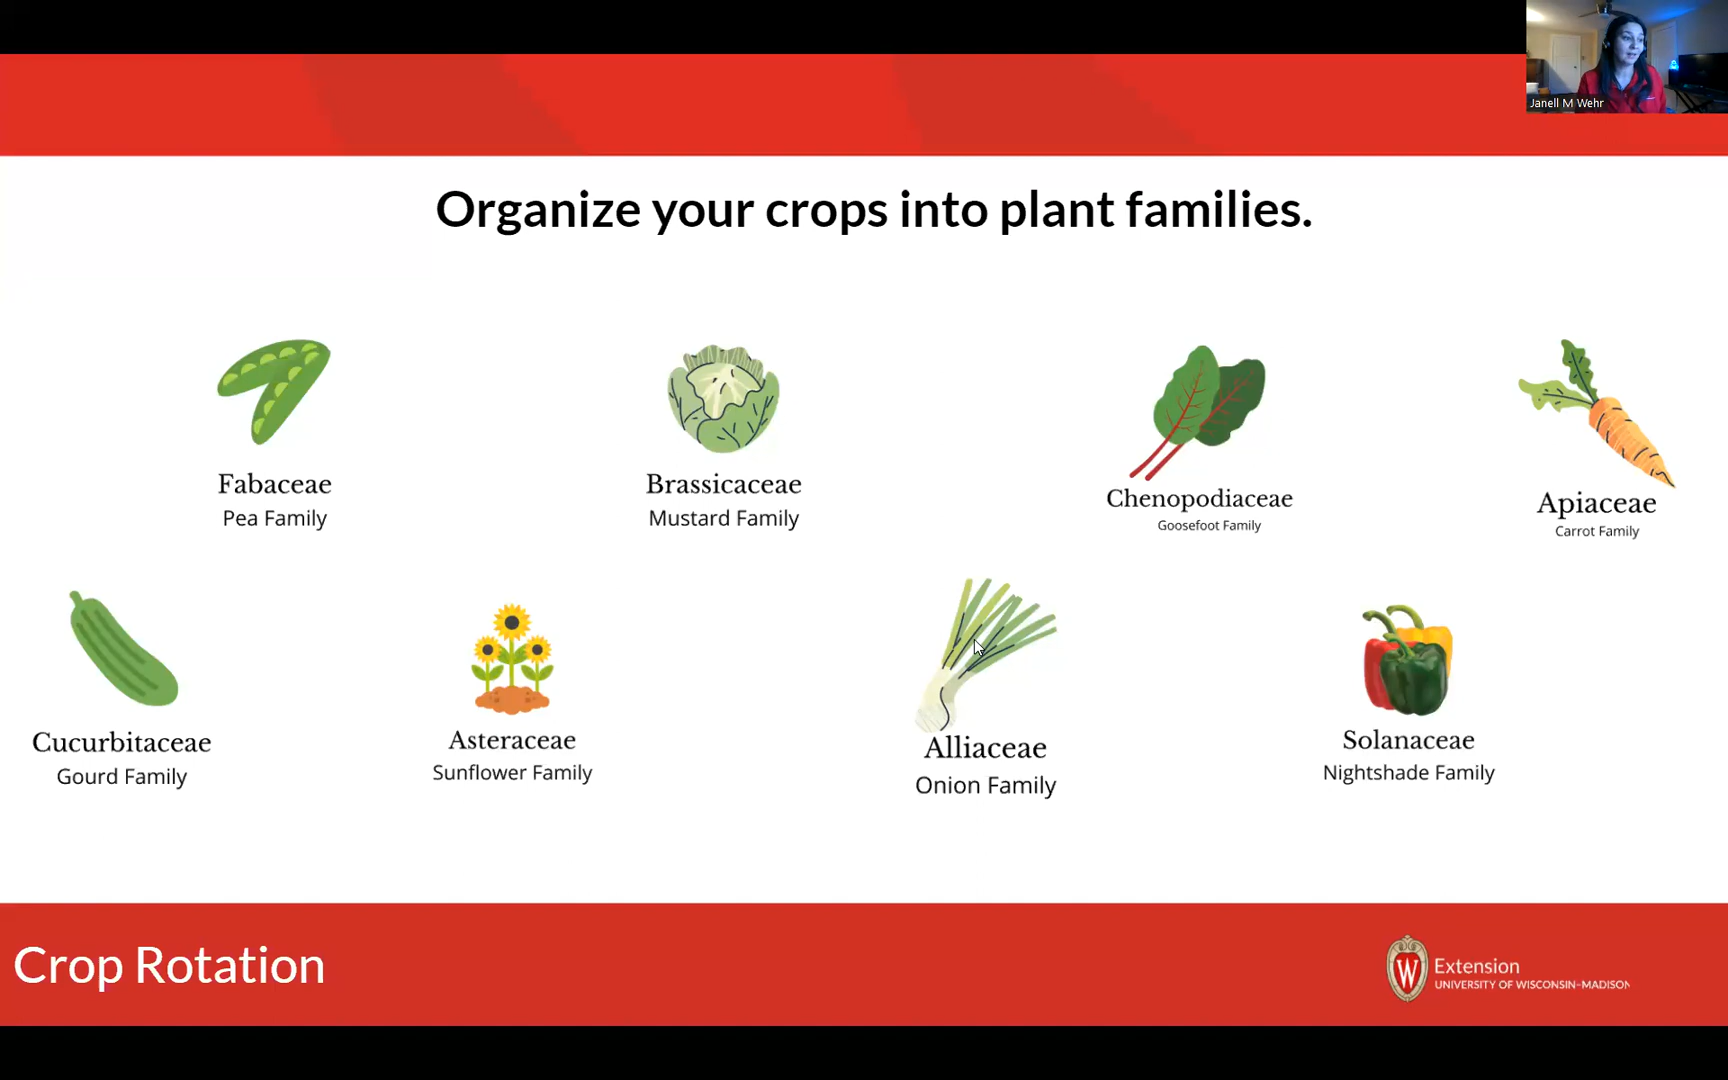 Janell M Wehr
Organize your crops into plant families.
Fabaceae
Pea Family
Brassicaceae
Mustard Family
Chenopodiaceae
Goosefoot Family
Apiaceae
Carrot Family
Cucurbitaceae
Gourd Family
Asteraceae
Sunflower Family
Alliaceae
Onion Family
Solanaceae
Nightshade Family
Crop Rotation
W
Extension
UNIVERSITY OF WISCONSIN–MADISON